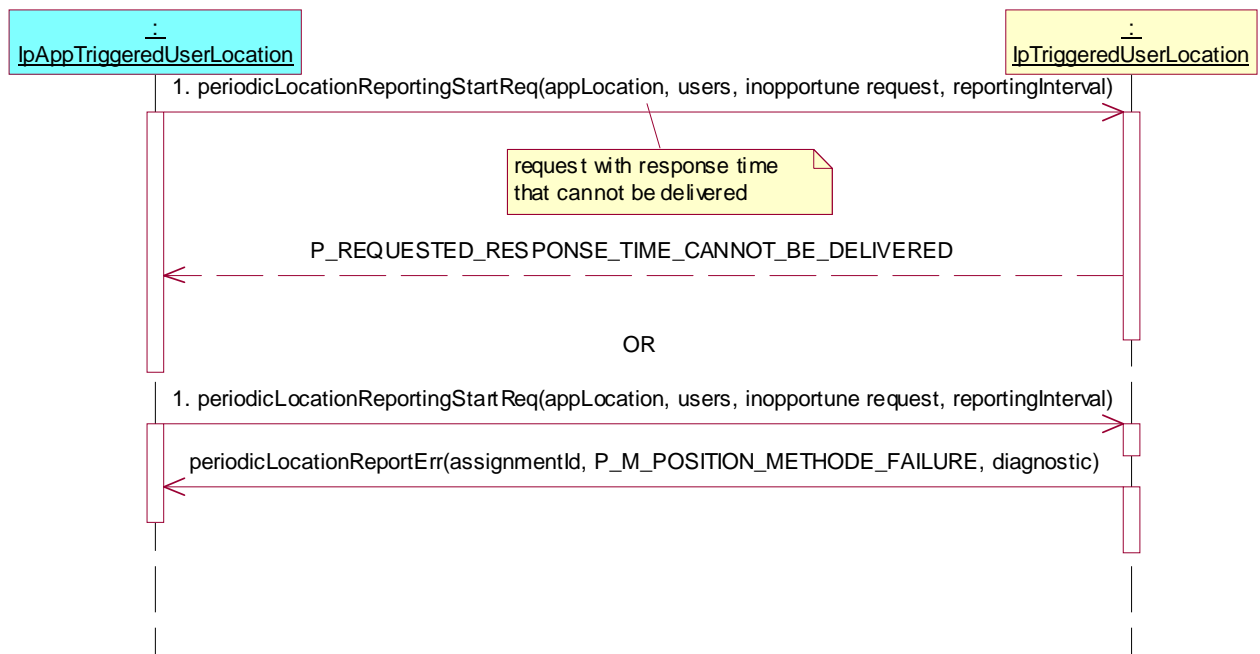 :
IpAppTriggeredUserLocation
:
IpTriggeredUserLocation
1. periodicLocationReportingStartReq(appLocation, users, inopportune request, reportingInterval)
request with response time
that cannot be delivered
P_REQUESTED_RESPONSE_TIME_CANNOT_BE_DELIVERED
OR
1. periodicLocationReportingStartReq(appLocation, users, inopportune request, reportingInterval)
periodicLocationReportErr(assignmentId, P_M_POSITION_METHODE_FAILURE, diagnostic)